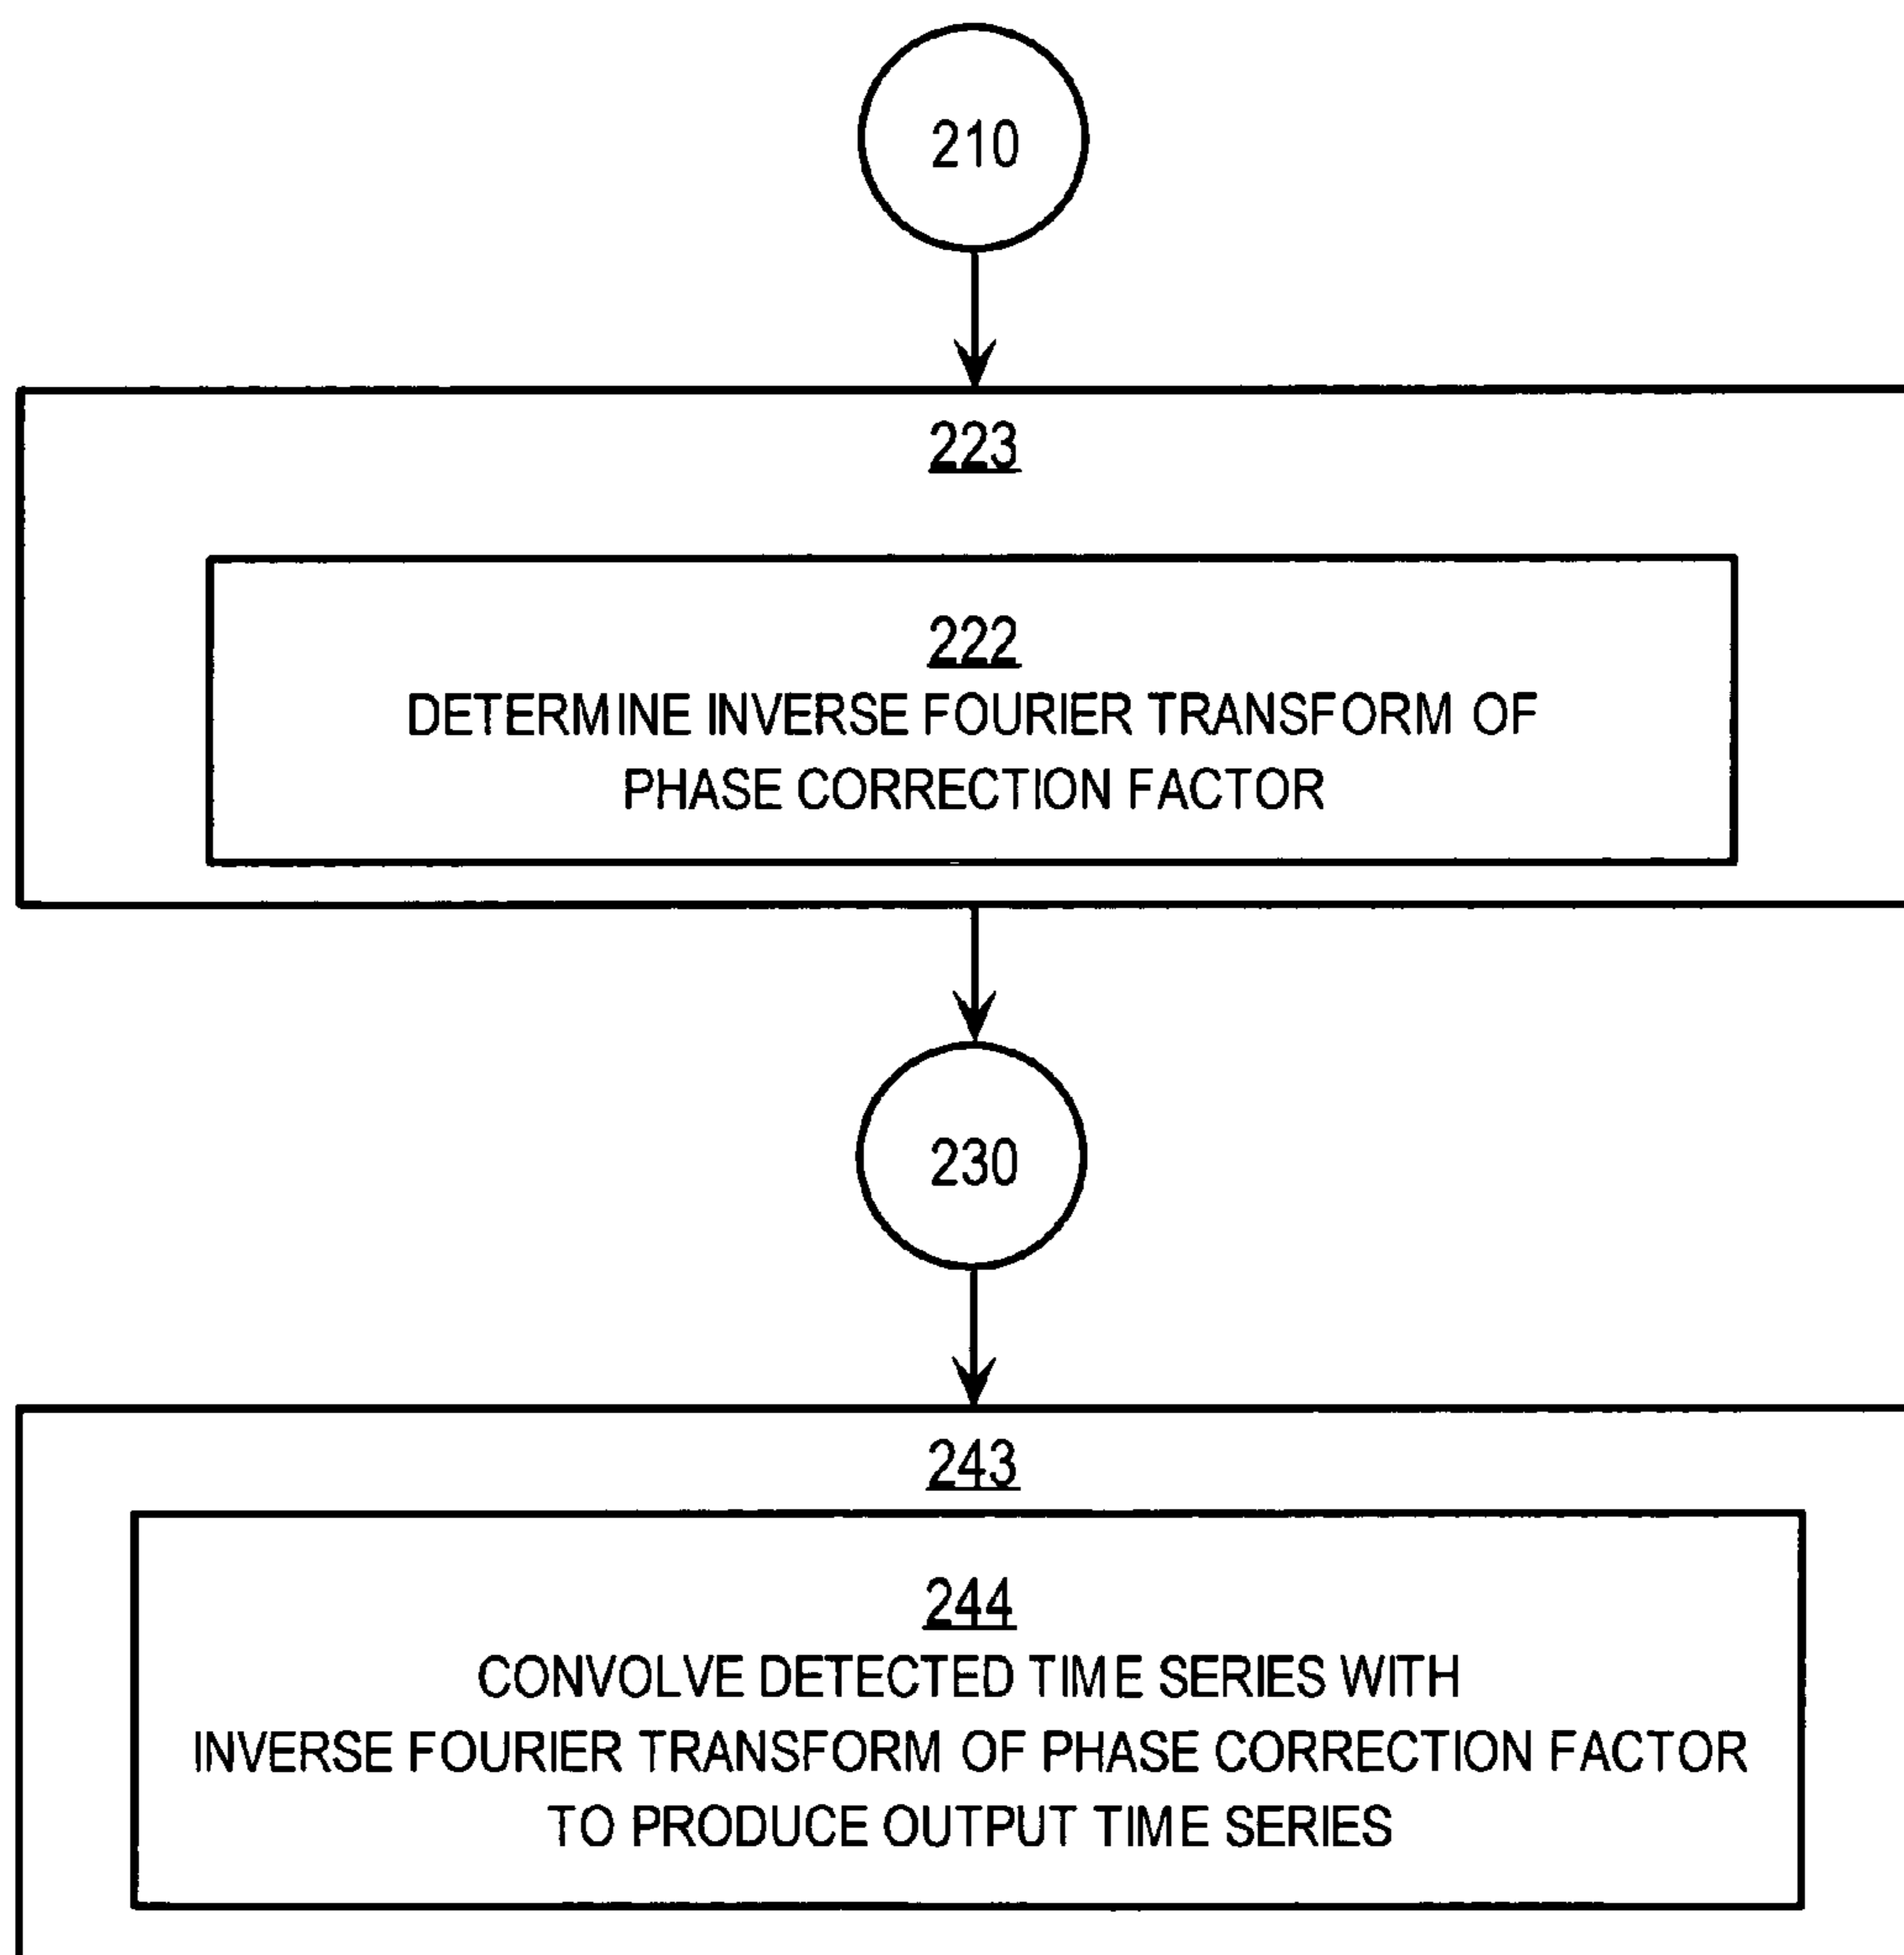 210
223
222
DETERMINE INVERSE FOURIER TRANSFORM OF
PHASE CORRECTION FACTOR
230
243
244
CONVOLVE DETECTED TIME SERIES WITH
INVERSE FOURIER TRANSFORM OF PHASE CORRECTION FACTOR
TO PRODUCE OUTPUT TIME SERIES